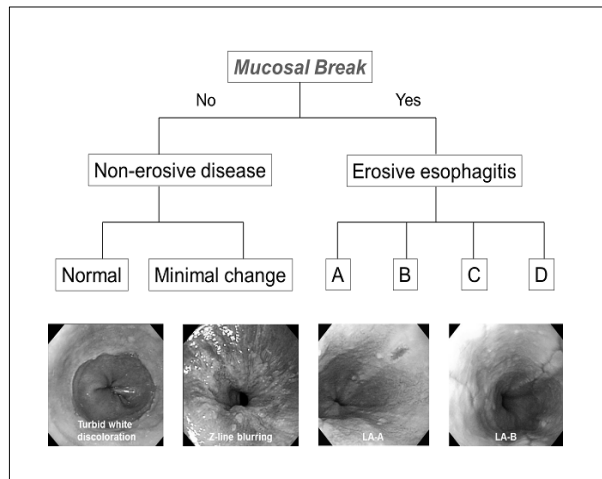 Mucosal Break
No
Yes
Non-erosive disease
Erosive esophagitis
Normal
Minimal change
A
B
C
D
Turbid white
discoloration
Z-line blurring
LA-A
LA-B